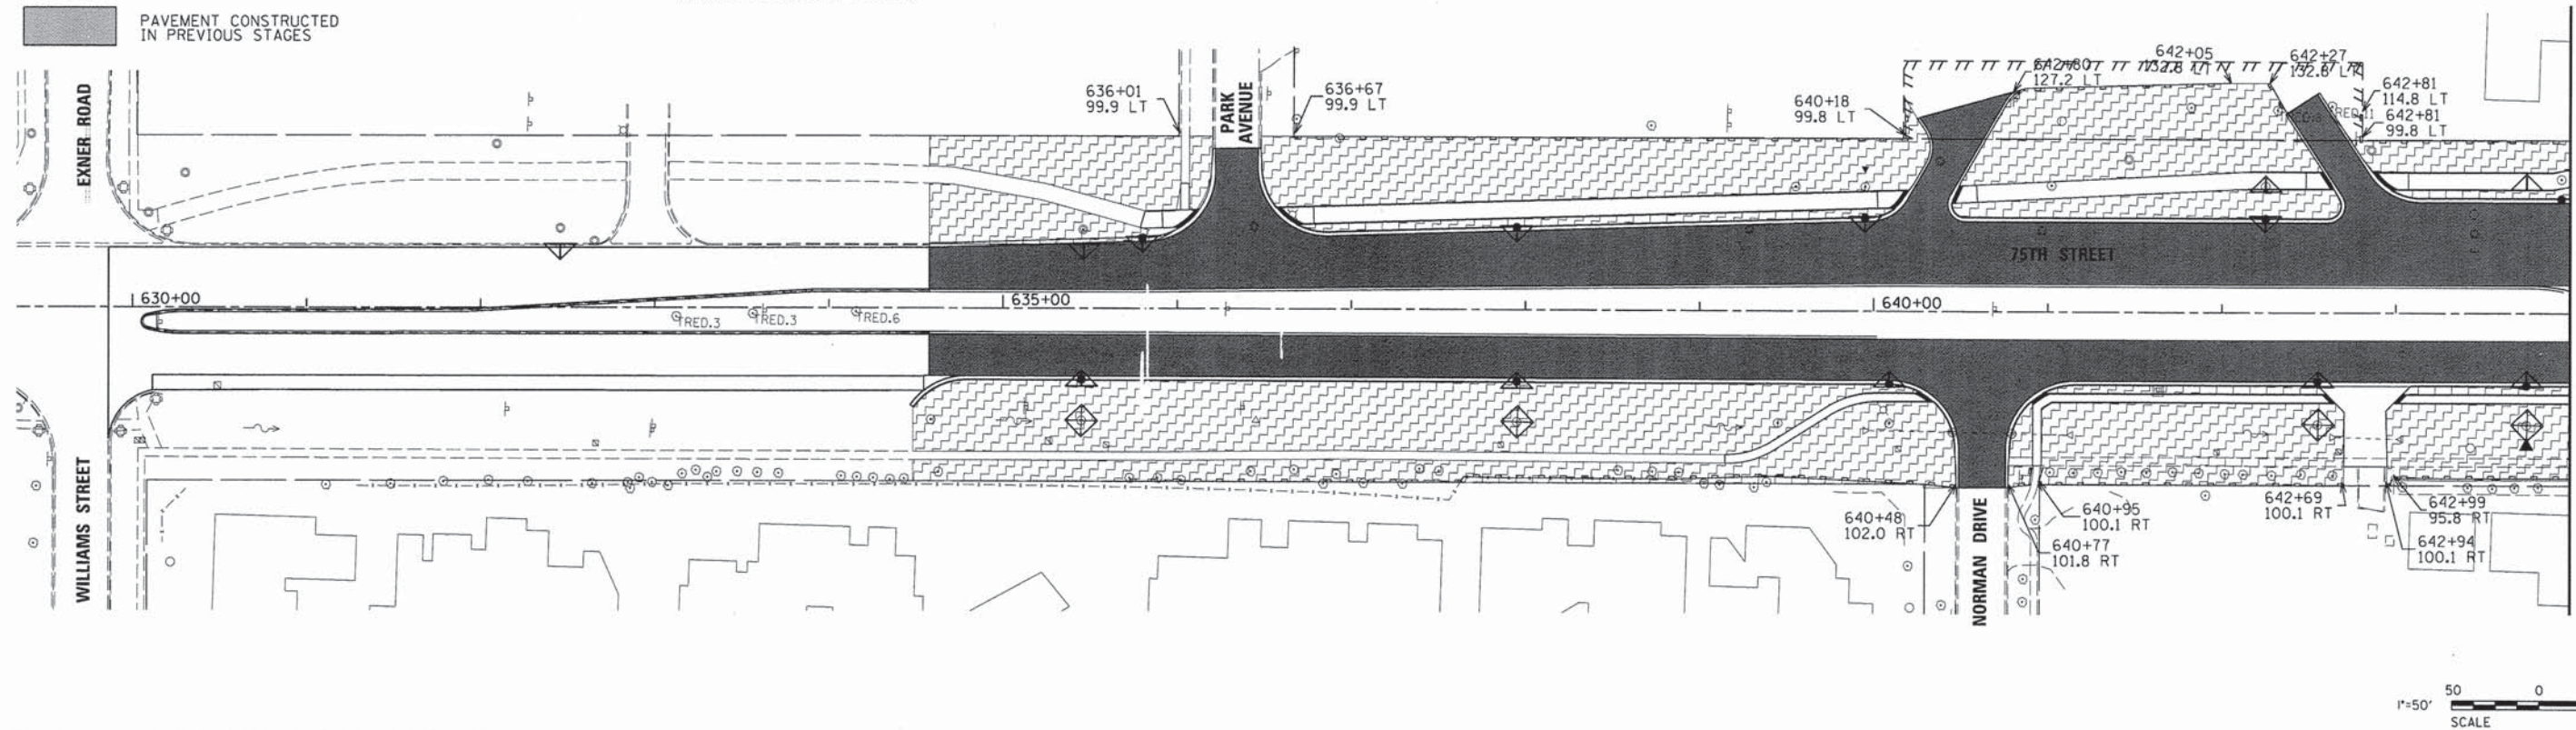 PAVEMENT CONSTRUCTED
IN PREVIOUS STAGES
EXNER ROAD
WILLIAMS STREET
630+00
TRED.3
TRED.3
TRED.6
635+00
636+01
99.9 LT
PARK
AVENUE
636+67
99.9 LT
640+18
99.8 LT
640+00
127.2 LT
642+05
642+27
132.8 LT
642+81
114.8 LT
642+81
99.8 LT
75TH STREET
640+48
102.0 RT
NORMAN DRIVE
640+95
100.1 RT
640+77
101.8 RT
642+69
100.1 RT
642+99
95.8 RT
642+94
100.1 RT
1"=50'
50
0
SCALE